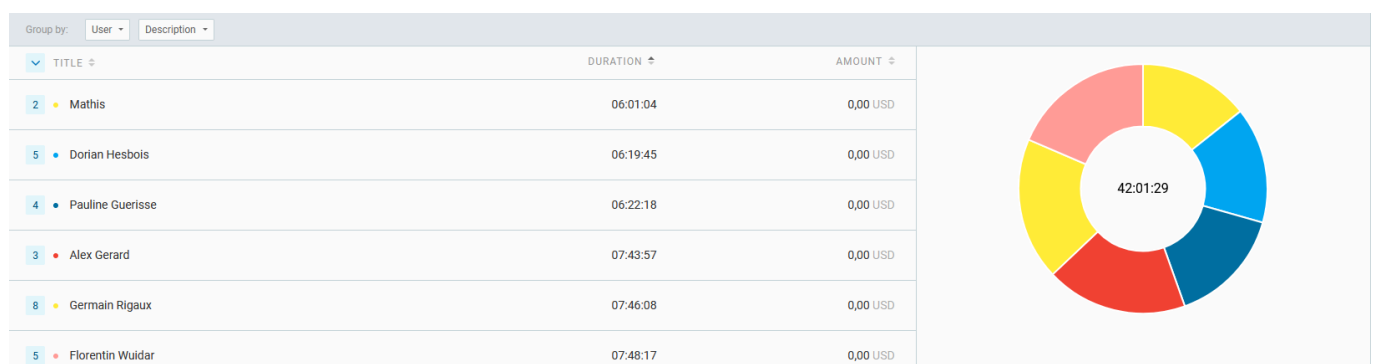 Group by: User Description
TITLE DURATION AMOUNT
2 Mathis 06:01:04 0,00 USD
5 Dorian Hesbois 06:19:45 0,00 USD
4 Pauline Guerisse 06:22:18 0,00 USD
3 Alex Gerard 07:43:57 0,00 USD
8 Germain Rigaux 07:46:08 0,00 USD
5 Florentin Wuidar 07:48:17 0,00 USD
42:01:29